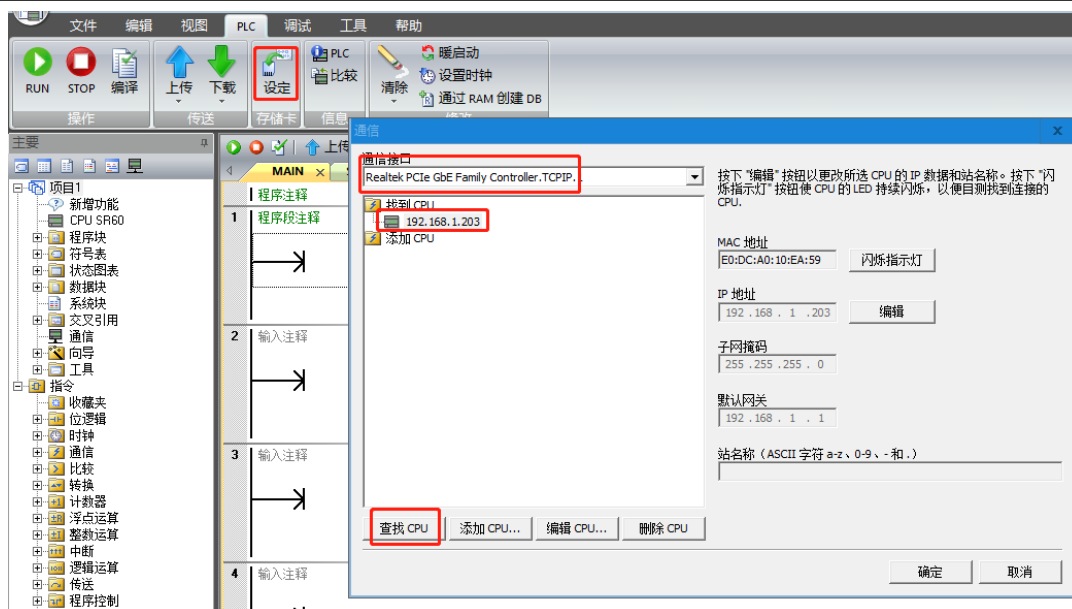 文件 编辑 视图 PLC 调试 工具 帮助
RUN STOP 编译 上传 下载 设定 PLC 比较 清除 暖启动
设置时钟
通过 RAM 创建 DB
操作 传送 存储卡 信息
主要
项目1
新增功能
CPU SR60
程序块
符号表
状态图表
数据块
系统块
交叉引用
通信
向导
工具
指令
收藏夹
位逻辑
时钟
通信
比较
转换
计数器
浮点运算
整数运算
中断
逻辑运算
传送
程序控制
上传
MAIN
程序注释
1 程序段注释
2 输入注释
3 输入注释
4 输入注释
通信 x
通信接口
Realtek PCIe GbE Family Controller.TCPIP.
找到 CPU
192.168.1.203
添加 CPU
查找 CPU 添加 CPU... 编辑 CPU... 删除 CPU
按下 "编辑" 按钮以更改所选 CPU 的 IP 数据和站名称。按下 "闪
烁指示灯" 按钮使 CPU 的 LED 持续闪烁，以便目测找到连接的
CPU.
MAC 地址
E0:DC:A0:10:EA:59 闪烁指示灯
IP 地址
192 .168 . 1 .203 编辑
子网掩码
255 .255 .255 . 0
默认网关
192 .168 . 1 . 1
站名称（ASCII 字符 a-z、0-9、- 和 .）
确定 取消